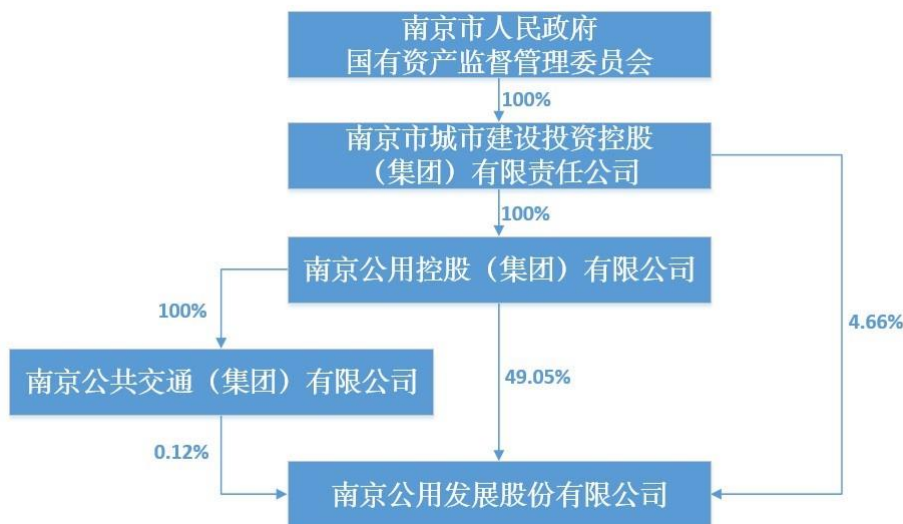 南京市人民政府
国有资产监督管理委员会
100%
南京市城市建设投资控股
（集团）有限责任公司
100%
南京公用控股（集团）有限公司
100%
4.66%
南京公共交通（集团）有限公司
49.05%
0.12%
南京公用发展股份有限公司